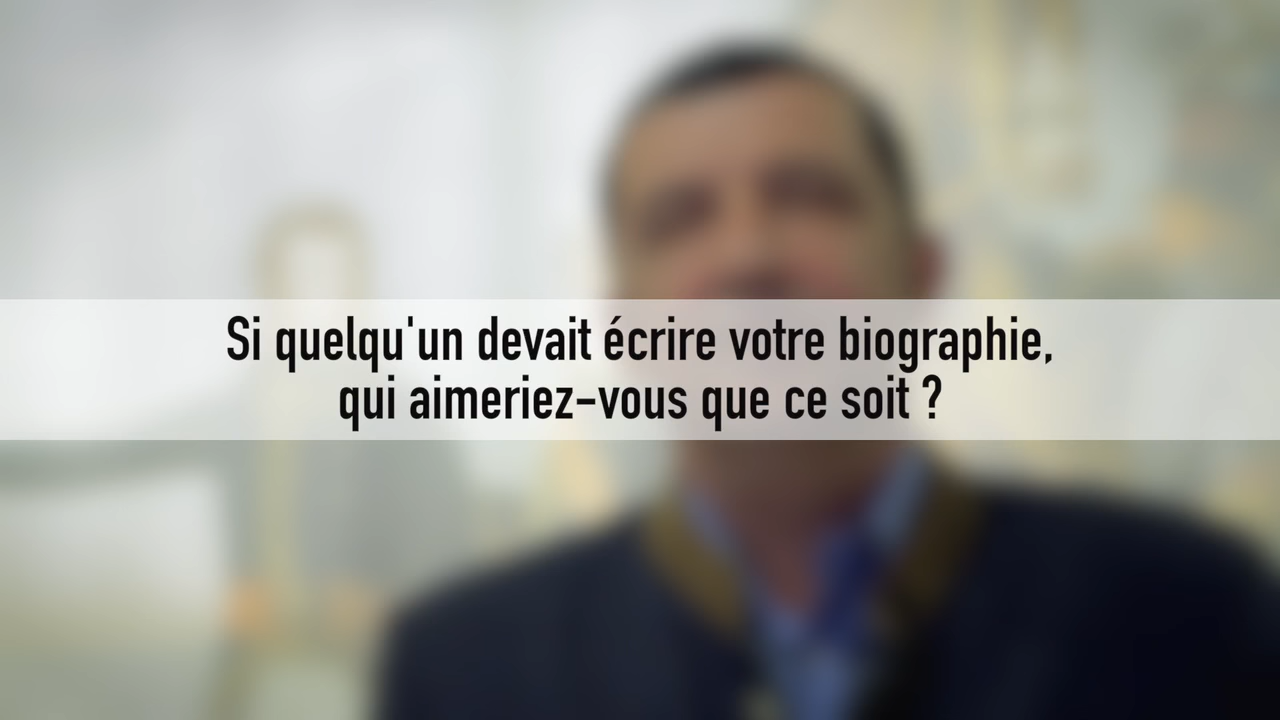 Si quelqu'un devait écrire votre biographie,
qui aimeriez-vous que ce soit ?